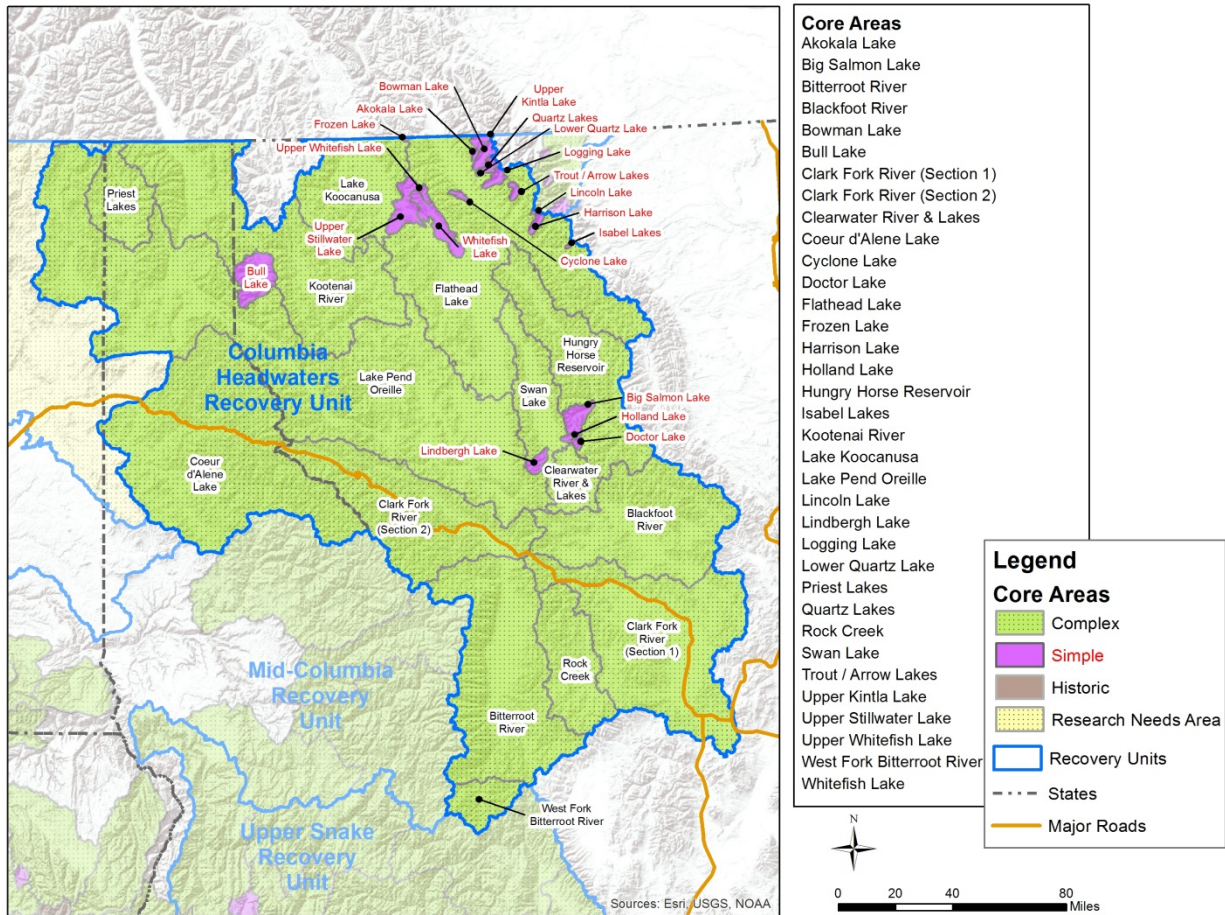 Bowman Lake
Upper
Kintla Lake
Akokala Lake
Quartz Lakes
Frozen Lake
Lower Quartz Lake
Upper Whitefish Lake
Logging Lake
Trout / Arrow Lakes
Lincoln Lake
Harrison Lake
Isabel Lakes
Priest
Lakes
Lake
Koocanusa
Upper
Stillwater
Lake
Whitefish
Lake
Cyclone Lake
Bull
Lake
Kootenai
River
Flathead
Lake
Hungry
Horse
Reservoir
Columbia
Headwaters
Recovery Unit
Lake Pend
Oreille
Swan
Lake
Big Salmon Lake
Holland Lake
Doctor Lake
Lindbergh Lake
Clearwater
River &
Lakes
Coeur
d'Alene
Lake
Clark Fork
River
(Section 2)
Blackfoot
River
Clark Fork
River
(Section 1)
Rock
Creek
Bitterroot
River
Mid-Columbia
Recovery
Unit
West Fork
Bitterroot River
Upper Snake
Recovery
Unit
Sources: Esri, USGS, NOAA
Core Areas
Akokala Lake
Big Salmon Lake
Bitterroot River
Blackfoot River
Bowman Lake
Bull Lake
Clark Fork River (Section 1)
Clark Fork River (Section 2)
Clearwater River & Lakes
Coeur d'Alene Lake
Cyclone Lake
Doctor Lake
Flathead Lake
Frozen Lake
Harrison Lake
Holland Lake
Hungry Horse Reservoir
Isabel Lakes
Kootenai River
Lake Koocanusa
Lake Pend Oreille
Lincoln Lake
Lindbergh Lake
Logging Lake
Lower Quartz Lake
Priest Lakes
Quartz Lakes
Rock Creek
Swan Lake
Trout / Arrow Lakes
Upper Kintla Lake
Upper Stillwater Lake
Upper Whitefish Lake
West Fork Bitterroot River
Whitefish Lake
Legend
Core Areas
Complex
Simple
Historic
Research Needs Area
Recovery Units
States
Major Roads
N
0 20 40 80
Miles